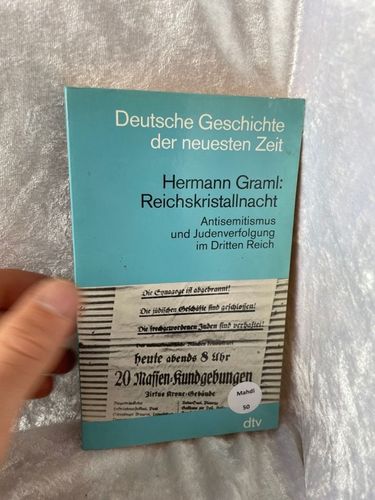 Deutsche Geschichte
der neuesten Zeit
Hermann Graml:
Reichskristallnacht
Antisemitismus
und Judenverfolgung
im Dritten Reich
Die Synagoge ist abgebrannt!
Die jüdischen Geschäfte sind geschlossen!
Die frechgewordenen Juden sind verhaftet!
heute abends 8 Uhr
20 Massen-Kundgebungen
Zirkus Krone-Gebäude
Mahdi
50
dtv